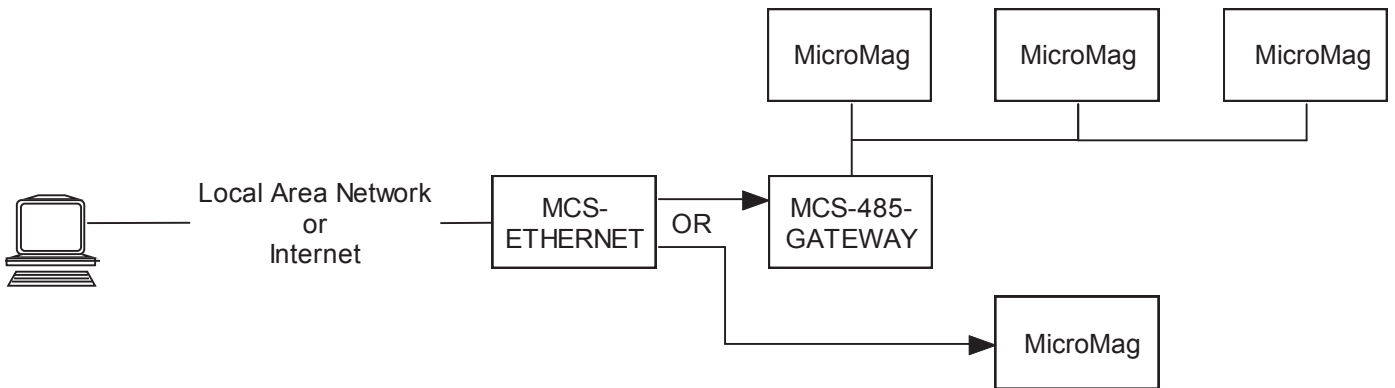 MicroMag
MicroMag
MicroMag
Local Area Network
or
Internet
MCS-
ETHERNET
OR
MCS-485-
GATEWAY
MicroMag